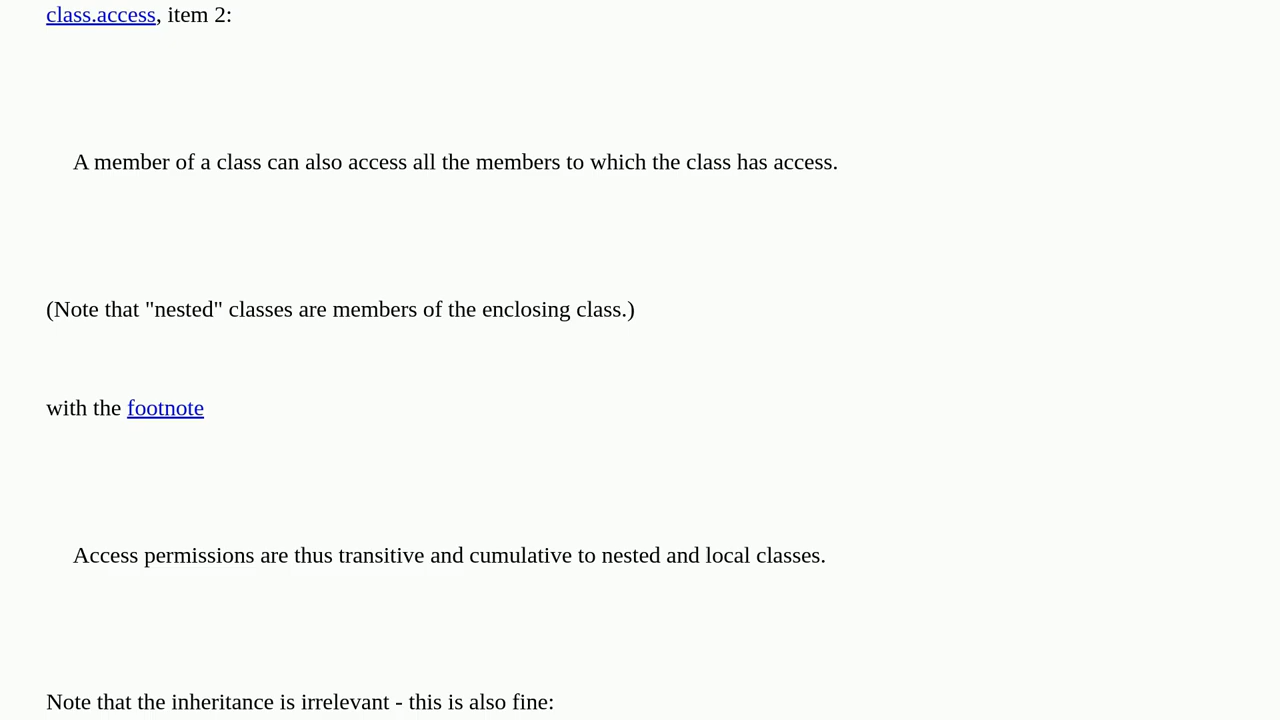 class.access, item 2:
A member of a class can also access all the members to which the class has access.
(Note that "nested" classes are members of the enclosing class.)
with the footnote
Access permissions are thus transitive and cumulative to nested and local classes.
Note that the inheritance is irrelevant - this is also fine: